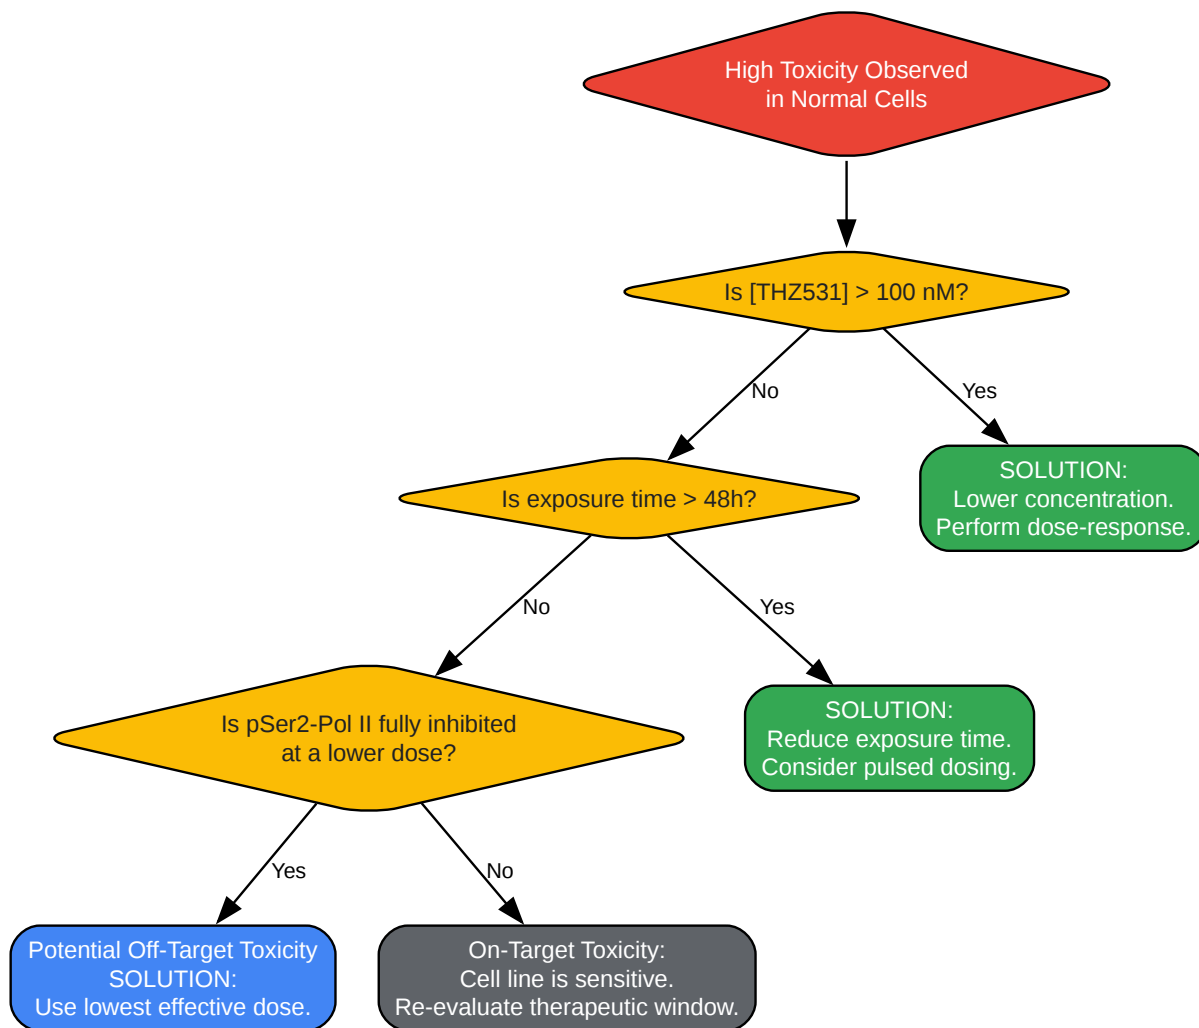 High Toxicity Observed
in Normal Cells
Is [THZ531] > 100 nM?
No
Yes
SOLUTION:
Lower concentration.
Perform dose-response.
Is exposure time > 48h?
No
Yes
SOLUTION:
Reduce exposure time.
Consider pulsed dosing.
Is pSer2-Pol II fully inhibited
at a lower dose?
Yes
No
Potential Off-Target Toxicity
SOLUTION:
Use lowest effective dose.
On-Target Toxicity:
Cell line is sensitive.
Re-evaluate therapeutic window.